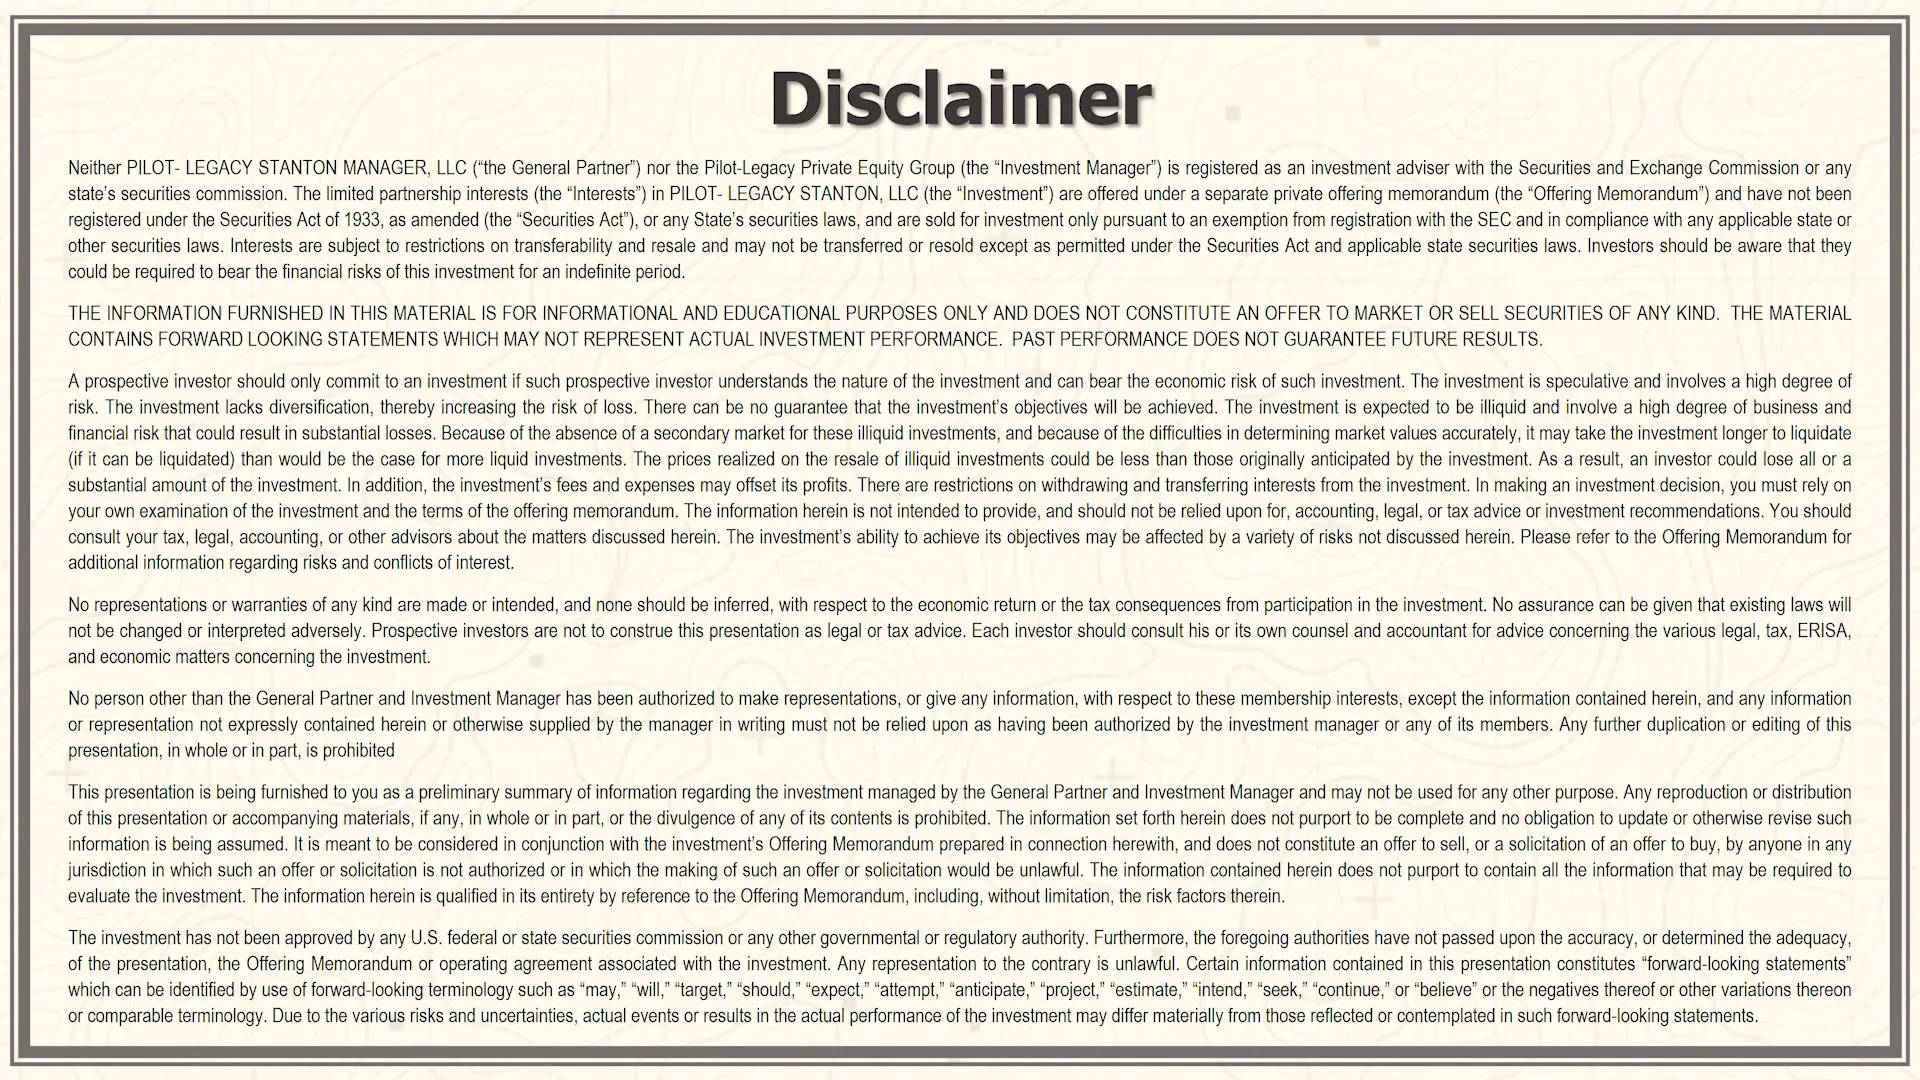 Disclaimer
Neither PILOT- LEGACY STANTON MANAGER, LLC (“the General Partner”) nor the Pilot-Legacy Private Equity Group (the “Investment Manager”) is registered as an investment adviser with the Securities and Exchange Commission or any
state’s securities commission. The limited partnership interests (the “Interests”) in PILOT- LEGACY STANTON, LLC (the “Investment”) are offered under a separate private offering memorandum (the “Offering Memorandum”) and have not been
registered under the Securities Act of 1933, as amended (the “Securities Act”), or any State’s securities laws, and are sold for investment only pursuant to an exemption from registration with the SEC and in compliance with any applicable state or
other securities laws. Interests are subject to restrictions on transferability and resale and may not be transferred or resold except as permitted under the Securities Act and applicable state securities laws. Investors should be aware that they
could be required to bear the financial risks of this investment for an indefinite period.
THE INFORMATION FURNISHED IN THIS MATERIAL IS FOR INFORMATIONAL AND EDUCATIONAL PURPOSES ONLY AND DOES NOT CONSTITUTE AN OFFER TO MARKET OR SELL SECURITIES OF ANY KIND. THE MATERIAL
CONTAINS FORWARD LOOKING STATEMENTS WHICH MAY NOT REPRESENT ACTUAL INVESTMENT PERFORMANCE. PAST PERFORMANCE DOES NOT GUARANTEE FUTURE RESULTS.
A prospective investor should only commit to an investment if such prospective investor understands the nature of the investment and can bear the economic risk of such investment. The investment is speculative and involves a high degree of
risk. The investment lacks diversification, thereby increasing the risk of loss. There can be no guarantee that the investment’s objectives will be achieved. The investment is expected to be illiquid and involve a high degree of business and
financial risk that could result in substantial losses. Because of the absence of a secondary market for these illiquid investments, and because of the difficulties in determining market values accurately, it may take the investment longer to liquidate
(if it can be liquidated) than would be the case for more liquid investments. The prices realized on the resale of illiquid investments could be less than those originally anticipated by the investment. As a result, an investor could lose all or a
substantial amount of the investment. In addition, the investment’s fees and expenses may offset its profits. There are restrictions on withdrawing and transferring interests from the investment. In making an investment decision, you must rely on
your own examination of the investment and the terms of the offering memorandum. The information herein is not intended to provide, and should not be relied upon for, accounting, legal, or tax advice or investment recommendations. You should
consult your tax, legal, accounting, or other advisors about the matters discussed herein. The investment’s ability to achieve its objectives may be affected by a variety of risks not discussed herein. Please refer to the Offering Memorandum for
additional information regarding risks and conflicts of interest.
No representations or warranties of any kind are made or intended, and none should be inferred, with respect to the economic return or the tax consequences from participation in the investment. No assurance can be given that existing laws will
not be changed or interpreted adversely. Prospective investors are not to construe this presentation as legal or tax advice. Each investor should consult his or its own counsel and accountant for advice concerning the various legal, tax, ERISA,
and economic matters concerning the investment.
No person other than the General Partner and Investment Manager has been authorized to make representations, or give any information, with respect to these membership interests, except the information contained herein, and any information
or representation not expressly contained herein or otherwise supplied by the manager in writing must not be relied upon as having been authorized by the investment manager or any of its members. Any further duplication or editing of this
presentation, in whole or in part, is prohibited
This presentation is being furnished to you as a preliminary summary of information regarding the investment managed by the General Partner and Investment Manager and may not be used for any other purpose. Any reproduction or distribution
of this presentation or accompanying materials, if any, in whole or in part, or the divulgence of any of its contents is prohibited. The information set forth herein does not purport to be complete and no obligation to update or otherwise revise such
information is being assumed. It is meant to be considered in conjunction with the investment’s Offering Memorandum prepared in connection herewith, and does not constitute an offer to sell, or a solicitation of an offer to buy, by anyone in any
jurisdiction in which such an offer or solicitation is not authorized or in which the making of such an offer or solicitation would be unlawful. The information contained herein does not purport to contain all the information that may be required to
evaluate the investment. The information herein is qualified in its entirety by reference to the Offering Memorandum, including, without limitation, the risk factors therein.
The investment has not been approved by any U.S. federal or state securities commission or any other governmental or regulatory authority. Furthermore, the foregoing authorities have not passed upon the accuracy, or determined the adequacy,
of the presentation, the Offering Memorandum or operating agreement associated with the investment. Any representation to the contrary is unlawful. Certain information contained in this presentation constitutes “forward-looking statements”
which can be identified by use of forward-looking terminology such as “may,” “will,” “target,” “should,” “expect,” “attempt,” “anticipate,” “project,” “estimate,” “intend,” “seek,” “continue,” or “believe” or the negatives thereof or other variations thereon
or comparable terminology. Due to the various risks and uncertainties, actual events or results in the actual performance of the investment may differ materially from those reflected or contemplated in such forward-looking statements.